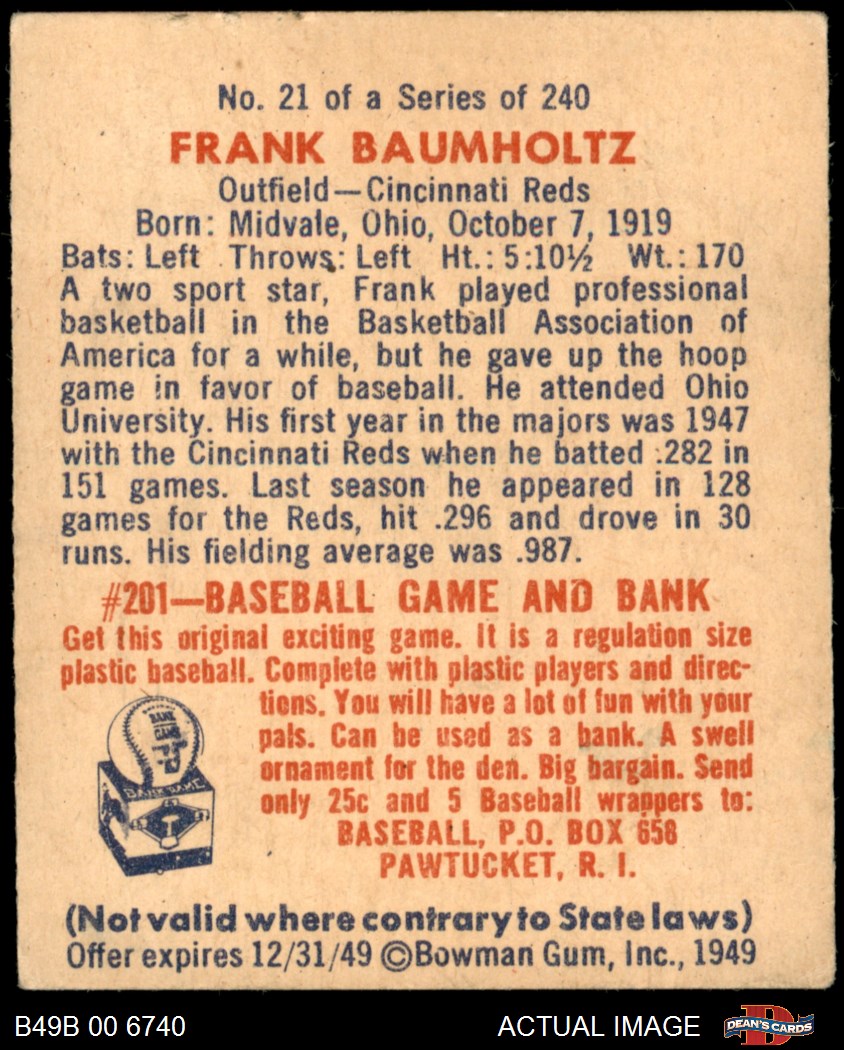 No. 21 of a Series of 240
FRANK BAUMHOLTZ
Outfield—Cincinnati Reds
Born: Midvale, Ohio, October 7, 1919
Bats: Left Throws: Left Ht.: 5:10½ Wt.: 170
A two sport star, Frank played professional
basketball in the Basketball Association of
America for a while, but he gave up the hoop
game in favor of baseball. He attended Ohio
University. His first year in the majors was 1947
with the Cincinnati Reds when he batted .282 in
151 games. Last season he appeared in 128
games for the Reds, hit .296 and drove in 30
runs. His fielding average was .987.
#201—BASEBALL GAME AND BANK
Get this original exciting game. It is a regulation size
plastic baseball. Complete with plastic players and direc-
tions. You will have a lot of fun with your
pals. Can be used as a bank. A swell
ornament for the den. Big bargain. Send
only 25c and 5 Baseball wrappers to:
BASEBALL, P.O. BOX 658
PAWTUCKET, R. I.
BANK
GAME
(Not valid where contrary to State laws)
Offer expires 12/31/49 ©Bowman Gum, Inc., 1949
B49B 00 6740
ACTUAL IMAGE
D
DEAN'S CARDS